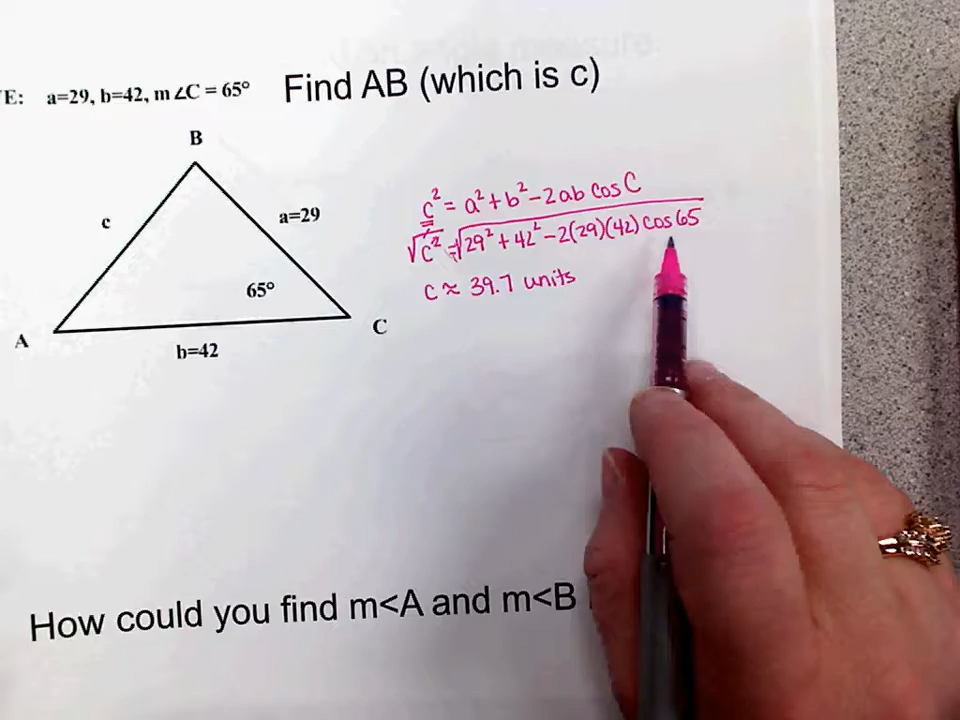 E: a=29, b=42, m∠C = 65° Find AB (which is c)
B
c
a=29
65°
A
C
b=42
c² = a² + b² - 2ab cos C
√c² = √29² + 42² - 2(29)(42) cos 65
c ≈ 39.7 units
How could you find m<A and m<B